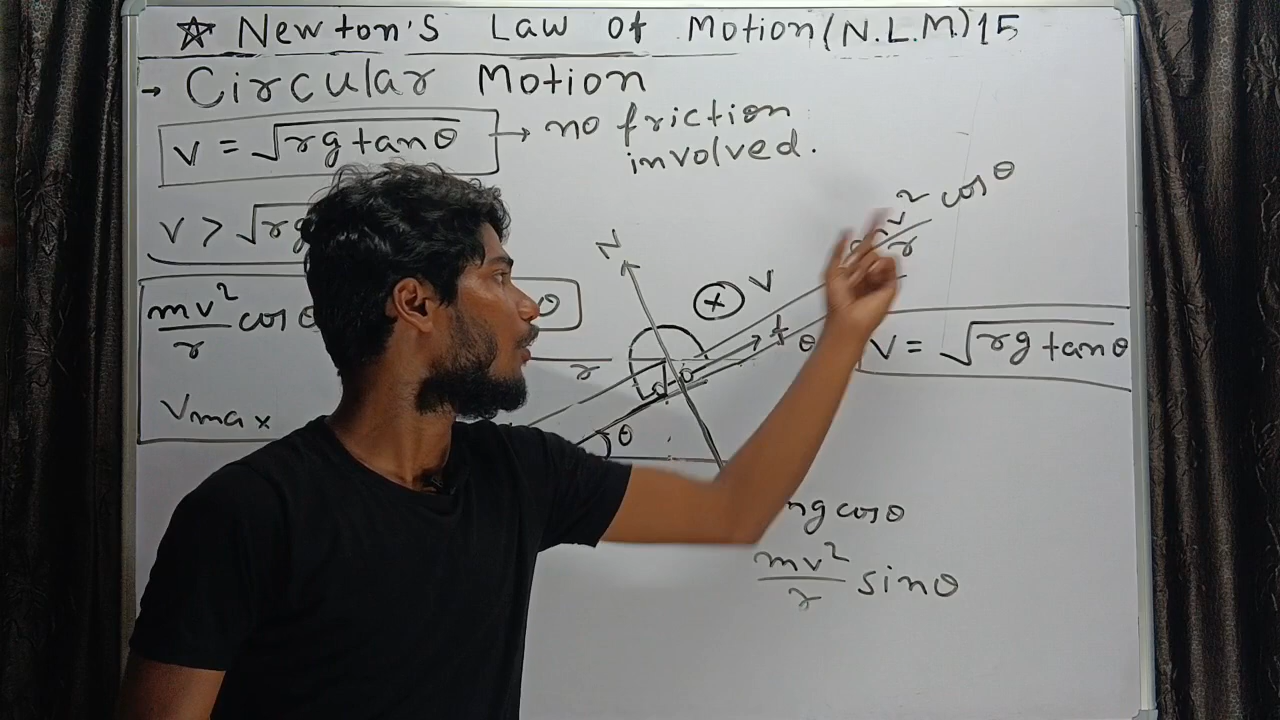 ☆ Newton's Law of Motion (N.L.M.) 15
→ Circular Motion
v = √rg tanθ → no friction
involved.
v > √rg
mv²/r cosθ
θ
Vmax
N
r
⊗ v
f
θ
θ
θ
v²/r cosθ
V = √rg tanθ
mg cosθ
mv²/r sinθ